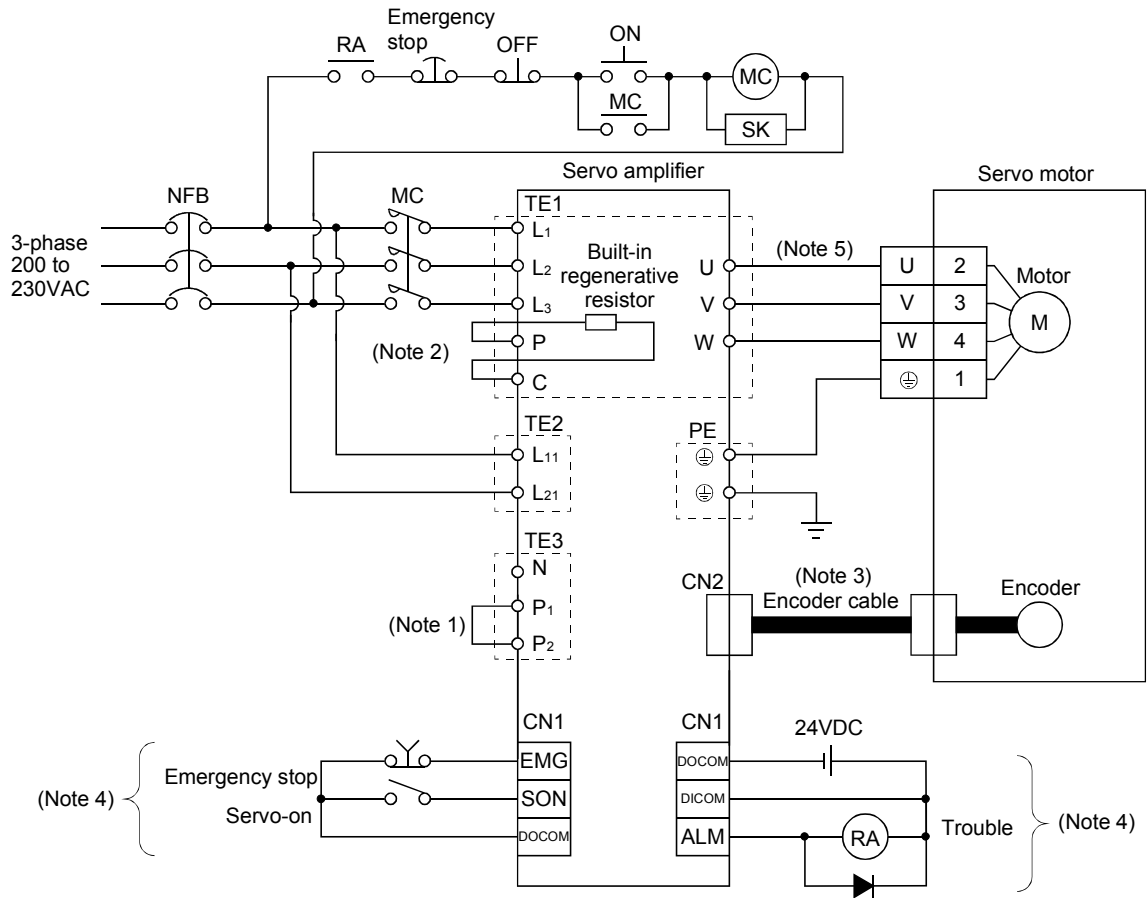 Emergency
stop
RA
OFF
ON
MC
MC
SK
Servo amplifier
Servo motor
NFB
MC
TE1
3-phase
200 to
230VAC
L1
L2
L3
P
C
Built-in
regenerative
resistor
(Note 2)
U
V
W
(Note 5)
U 2
V 3
W 4
1
Motor
M
TE2
L11
L21
PE
TE3
N
P1
P2
(Note 1)
CN2
(Note 3)
Encoder cable
Encoder
CN1
EMG
SON
DOCOM
Emergency stop
Servo-on
(Note 4)
CN1
DOCOM
DICOM
ALM
24VDC
RA
Trouble
(Note 4)